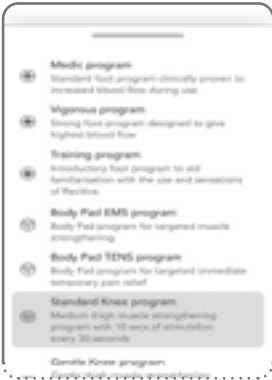 Medic program
Standard foot program clinically proven to
increased blood flow during use
Vigorous program
Strong foot program designed to give
highest blood flow
Training program
Introductory foot program to aid
familiarisation with the use and sensations
of Revitive
Body Pad EMS program
Body Pad program for targeted muscle
strengthening
Body Pad TENS program
Body Pad program for targeted immediate
temporary pain relief
Standard Knee program
Medium thigh muscle strengthening
program with 10 secs of stimulation
every 30 seconds
Gentle Knee program